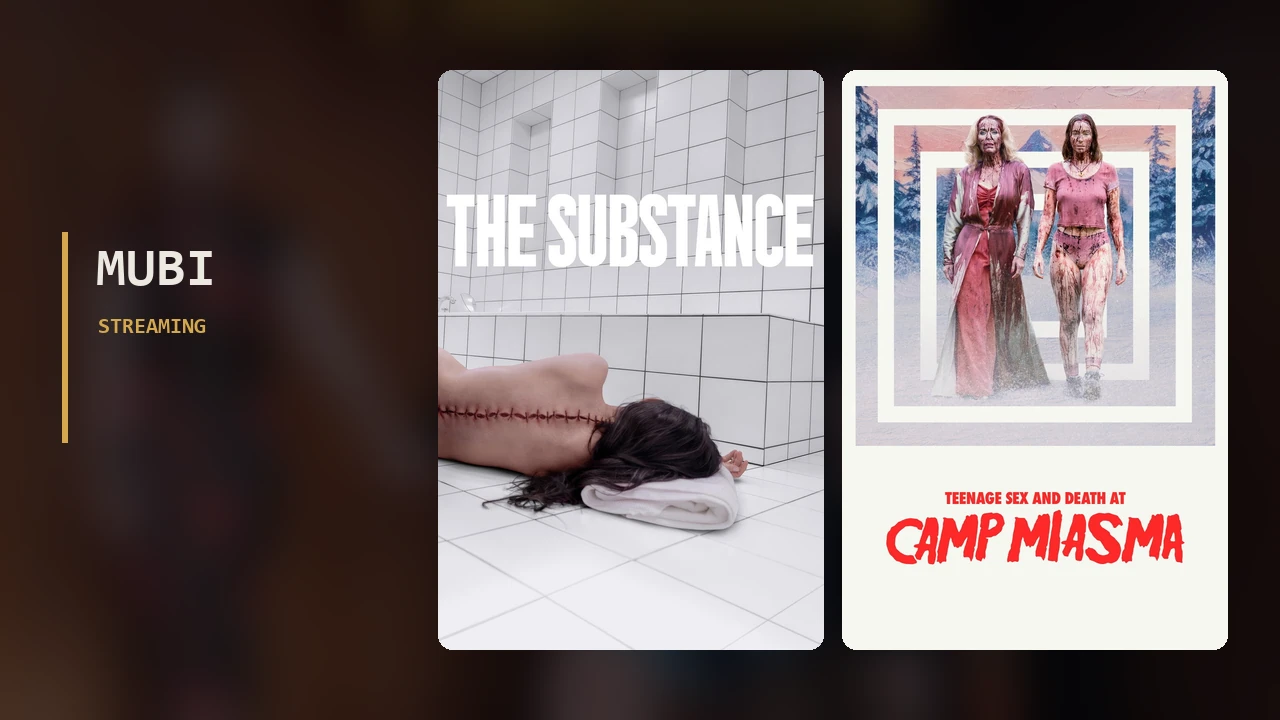 MUBI
STREAMING
THE SUBSTANCE
TEENAGE SEX AND DEATH AT
CAMP MIASMA